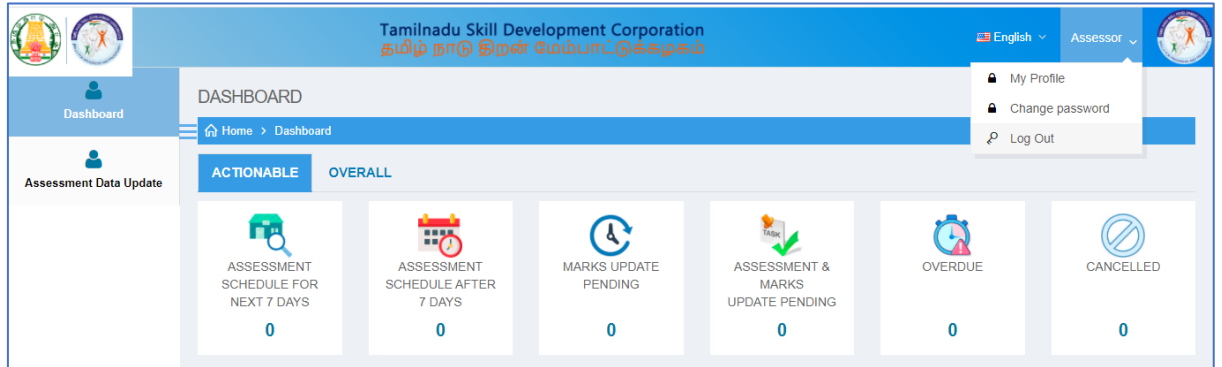 Tamilnadu Skill Development Corporation
தமிழ் நாடு திறன் மேம்பாட்டுக்கழகம்
English
Assessor
My Profile
Change password
Log Out
Dashboard
Assessment Data Update
DASHBOARD
Home > Dashboard
ACTIONABLE OVERALL
ASSESSMENT
SCHEDULE FOR
NEXT 7 DAYS
0
ASSESSMENT
SCHEDULE AFTER
7 DAYS
0
MARKS UPDATE
PENDING
0
TASK
ASSESSMENT &
MARKS
UPDATE PENDING
0
OVERDUE
0
CANCELLED
0